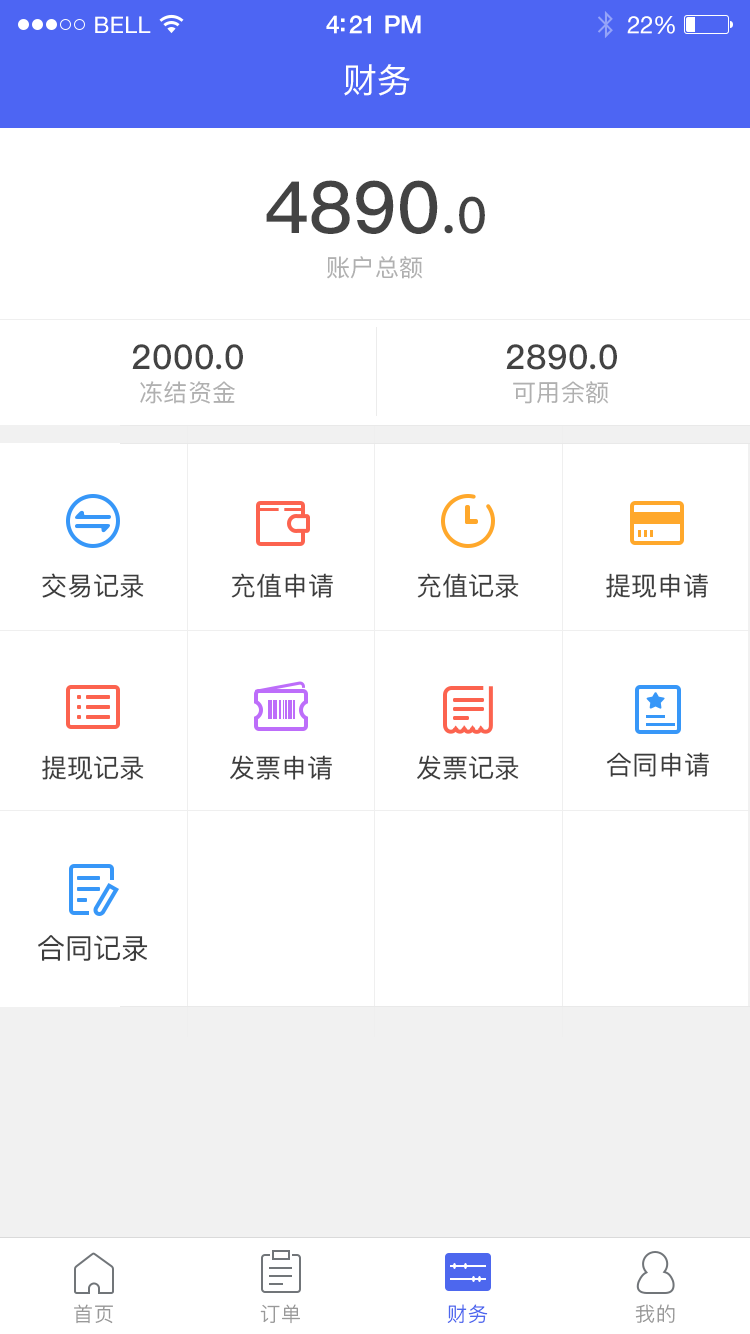 BELL 4:21 PM 22%
财务
4890.0
账户总额
2000.0 2890.0
冻结资金 可用余额
交易记录 充值申请 充值记录 提现申请
提现记录 发票申请 发票记录 合同申请
合同记录
首页 订单 财务 我的